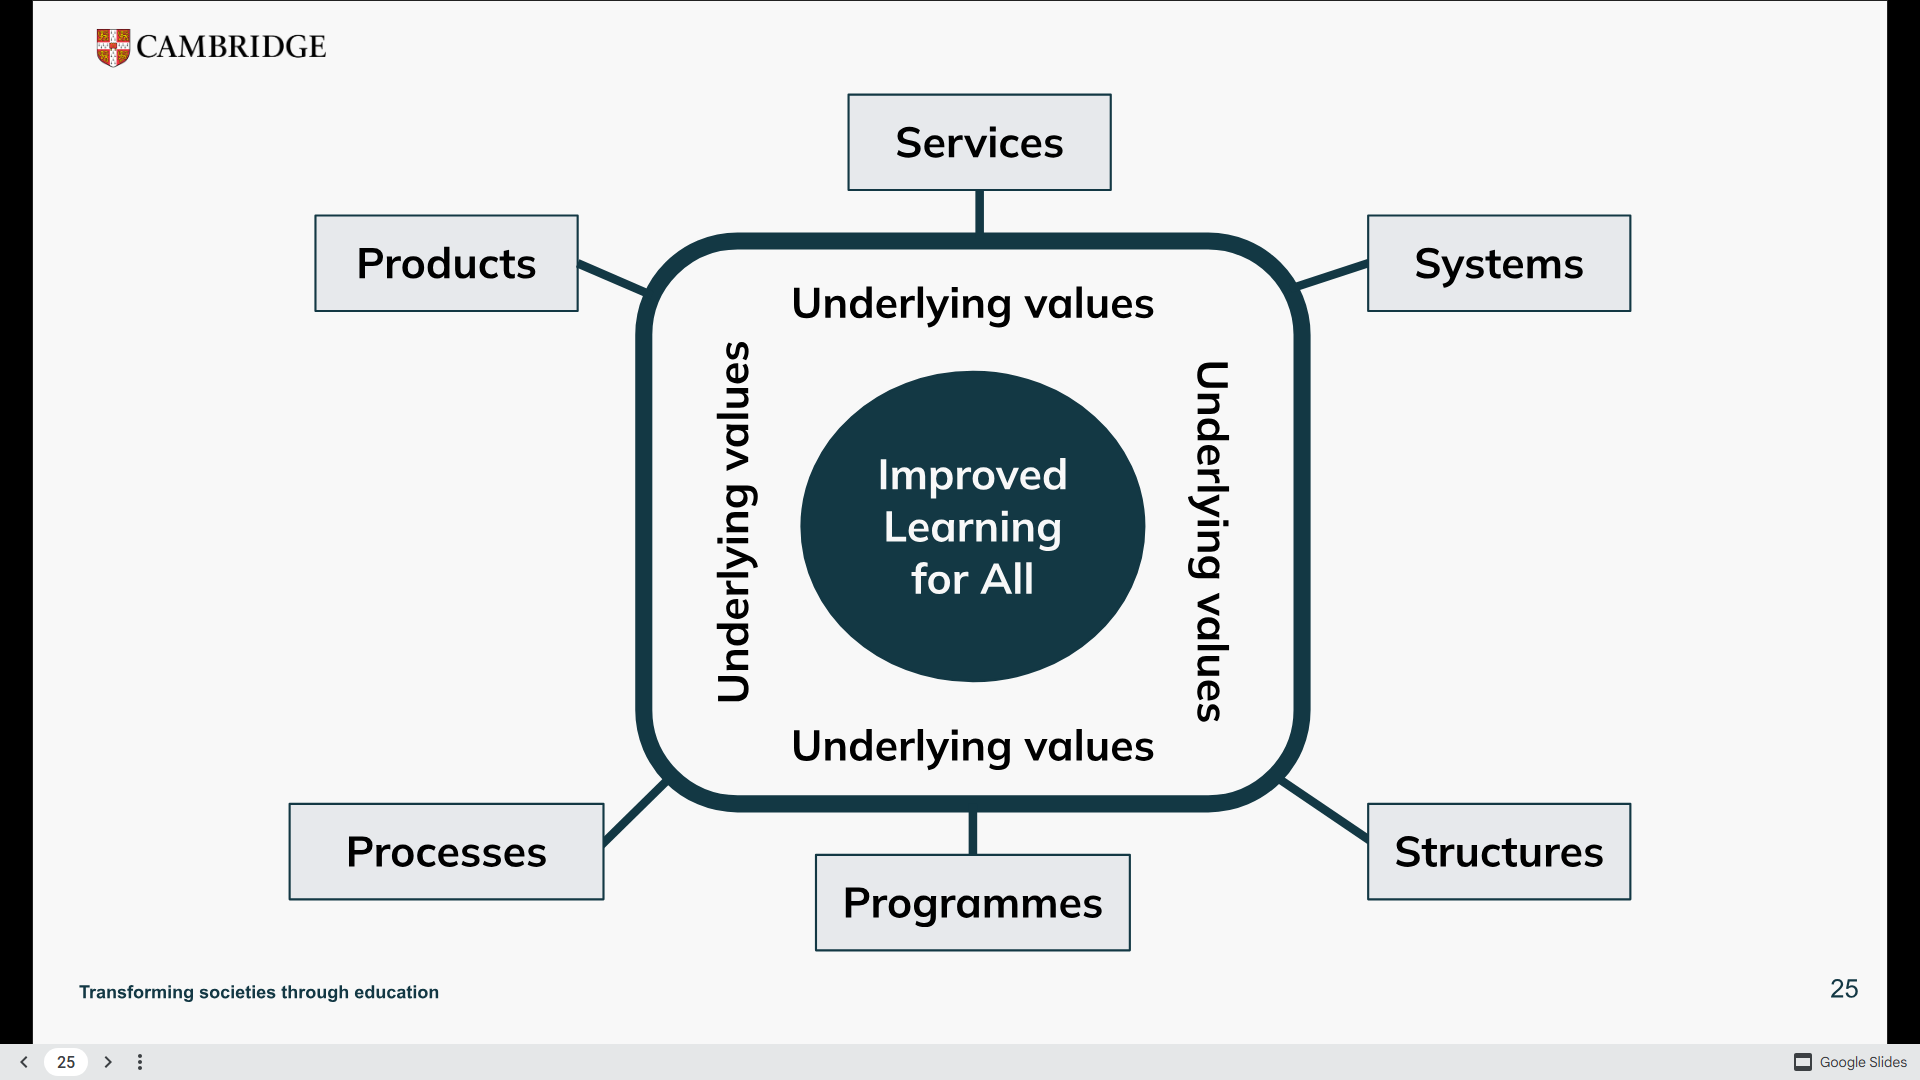 CAMBRIDGE
Services
Products
Systems
Underlying values
Underlying values
Underlying values
Improved
Learning
for All
Underlying values
Processes
Structures
Programmes
Transforming societies through education
25
25
Google Slides